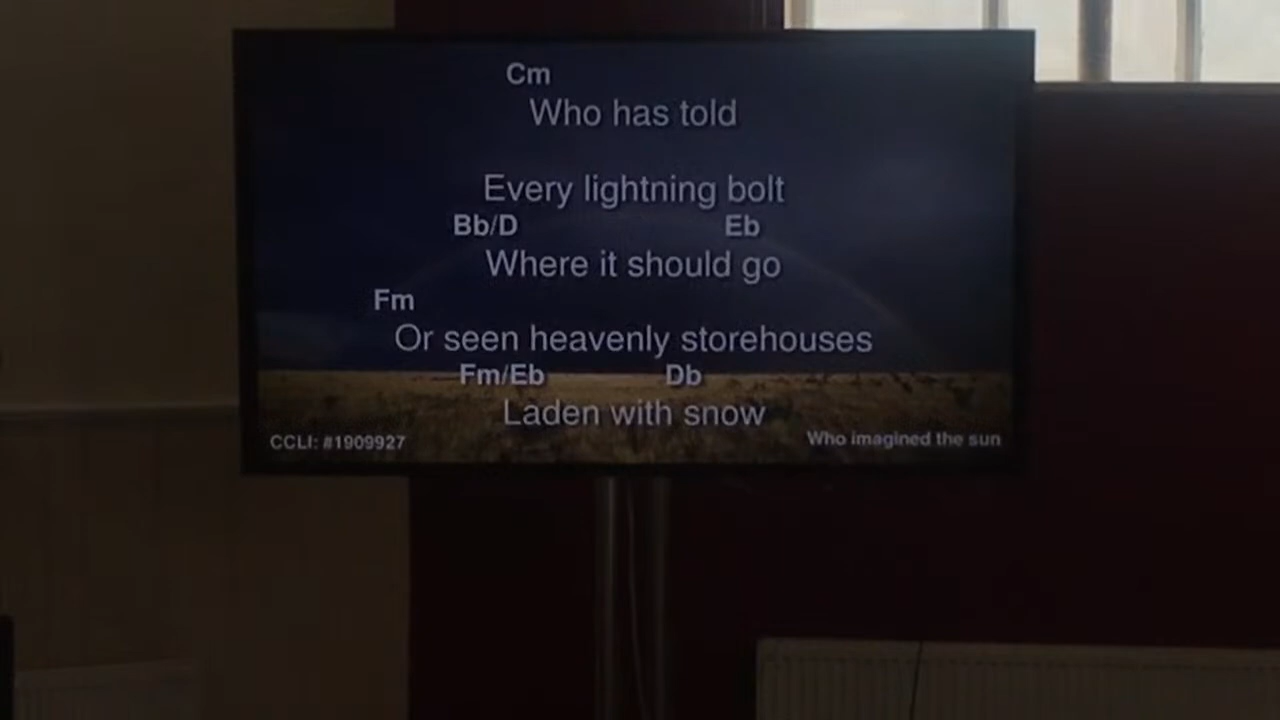 Cm
Who has told
Every lightning bolt
Bb/D Eb
Where it should go
Fm
Or seen heavenly storehouses
Fm/Eb Db
Laden with snow
CCLI: #1909927 Who imagined the sun